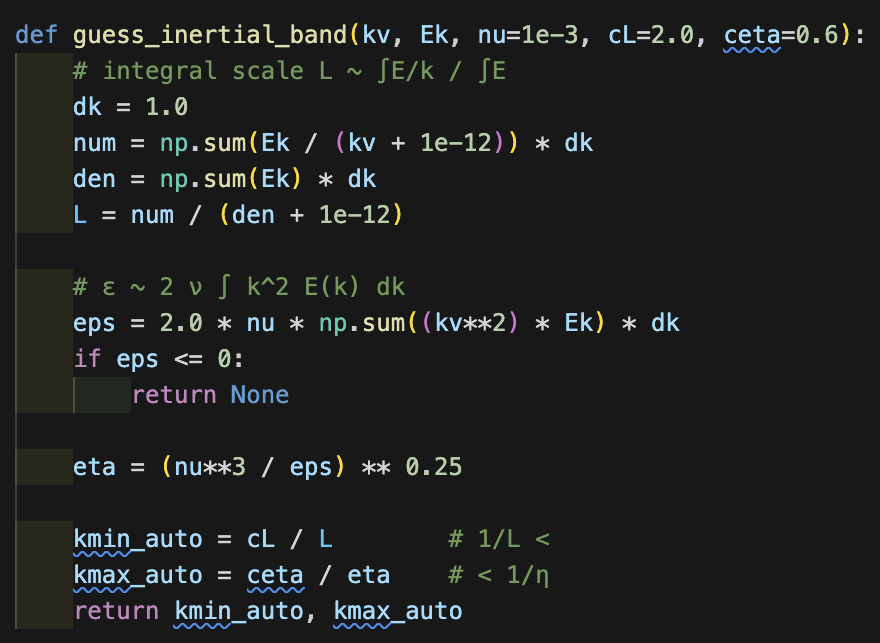 def guess_inertial_band(kv, Ek, nu=1e-3, cL=2.0, ceta=0.6):
    # integral scale L ~ ∫E/k / ∫E
    dk = 1.0
    num = np.sum(Ek / (kv + 1e-12)) * dk
    den = np.sum(Ek) * dk
    L = num / (den + 1e-12)

    # ε ~ 2 ν ∫ k^2 E(k) dk
    eps = 2.0 * nu * np.sum((kv**2) * Ek) * dk
    if eps <= 0:
        return None

    eta = (nu**3 / eps) ** 0.25

    kmin_auto = cL / L        # 1/L <
    kmax_auto = ceta / eta    # < 1/η
    return kmin_auto, kmax_auto